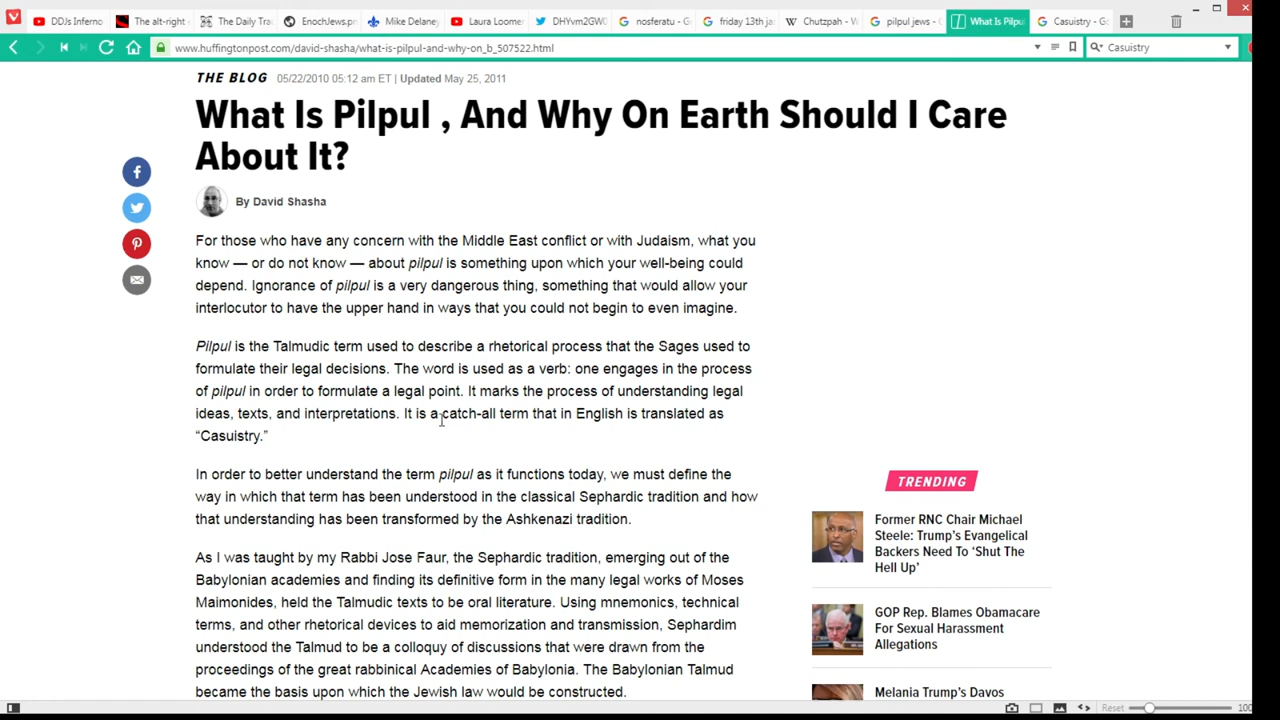 DDJs Inferno
The alt-right
The Daily Tra
EnochJews.p
Mike Delaney
Laura Loomer
DHYvm2GW0
nosferatu - G
friday 13th ja
Chutzpah - W
pilpul jews - G
What Is Pilpu
Casuistry - Go
www.huffingtonpost.com/david-shasha/what-is-pilpul-and-why-on_b_507522.html
Casuistry
THE BLOG 05/22/2010 05:12 am ET | Updated May 25, 2011
What Is Pilpul , And Why On Earth Should I Care
About It?
By David Shasha
For those who have any concern with the Middle East conflict or with Judaism, what you
know — or do not know — about pilpul is something upon which your well-being could
depend. Ignorance of pilpul is a very dangerous thing, something that would allow your
interlocutor to have the upper hand in ways that you could not begin to even imagine.
Pilpul is the Talmudic term used to describe a rhetorical process that the Sages used to
formulate their legal decisions. The word is used as a verb: one engages in the process
of pilpul in order to formulate a legal point. It marks the process of understanding legal
ideas, texts, and interpretations. It is a catch-all term that in English is translated as
“Casuistry.”
In order to better understand the term pilpul as it functions today, we must define the
way in which that term has been understood in the classical Sephardic tradition and how
that understanding has been transformed by the Ashkenazi tradition.
As I was taught by my Rabbi Jose Faur, the Sephardic tradition, emerging out of the
Babylonian academies and finding its definitive form in the many legal works of Moses
Maimonides, held the Talmudic texts to be oral literature. Using mnemonics, technical
terms, and other rhetorical devices to aid memorization and transmission, Sephardim
understood the Talmud to be a colloquy of discussions that were drawn from the
proceedings of the great rabbinical Academies of Babylonia. The Babylonian Talmud
became the basis upon which the Jewish law would be constructed.
TRENDING
Former RNC Chair Michael
Steele: Trump’s Evangelical
Backers Need To ‘Shut The
Hell Up’
GOP Rep. Blames Obamacare
For Sexual Harassment
Allegations
Melania Trump’s Davos
Reset
100